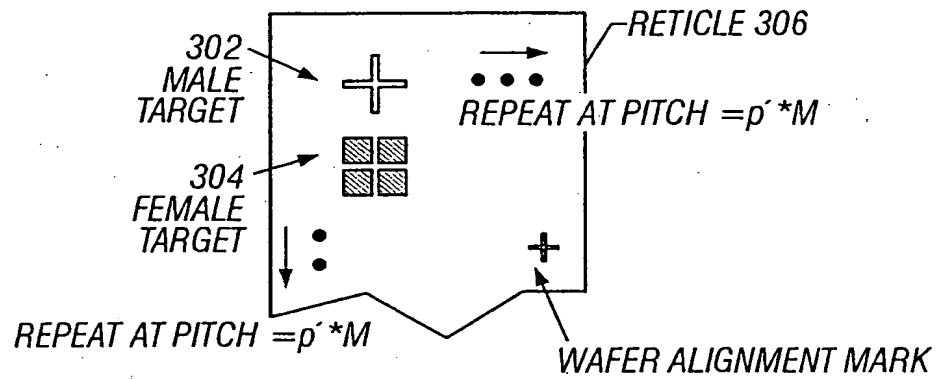 RETICLE 306
302
MALE
TARGET
REPEAT AT PITCH =p´*M
304
FEMALE
TARGET
REPEAT AT PITCH =p´*M
WAFER ALIGNMENT MARK